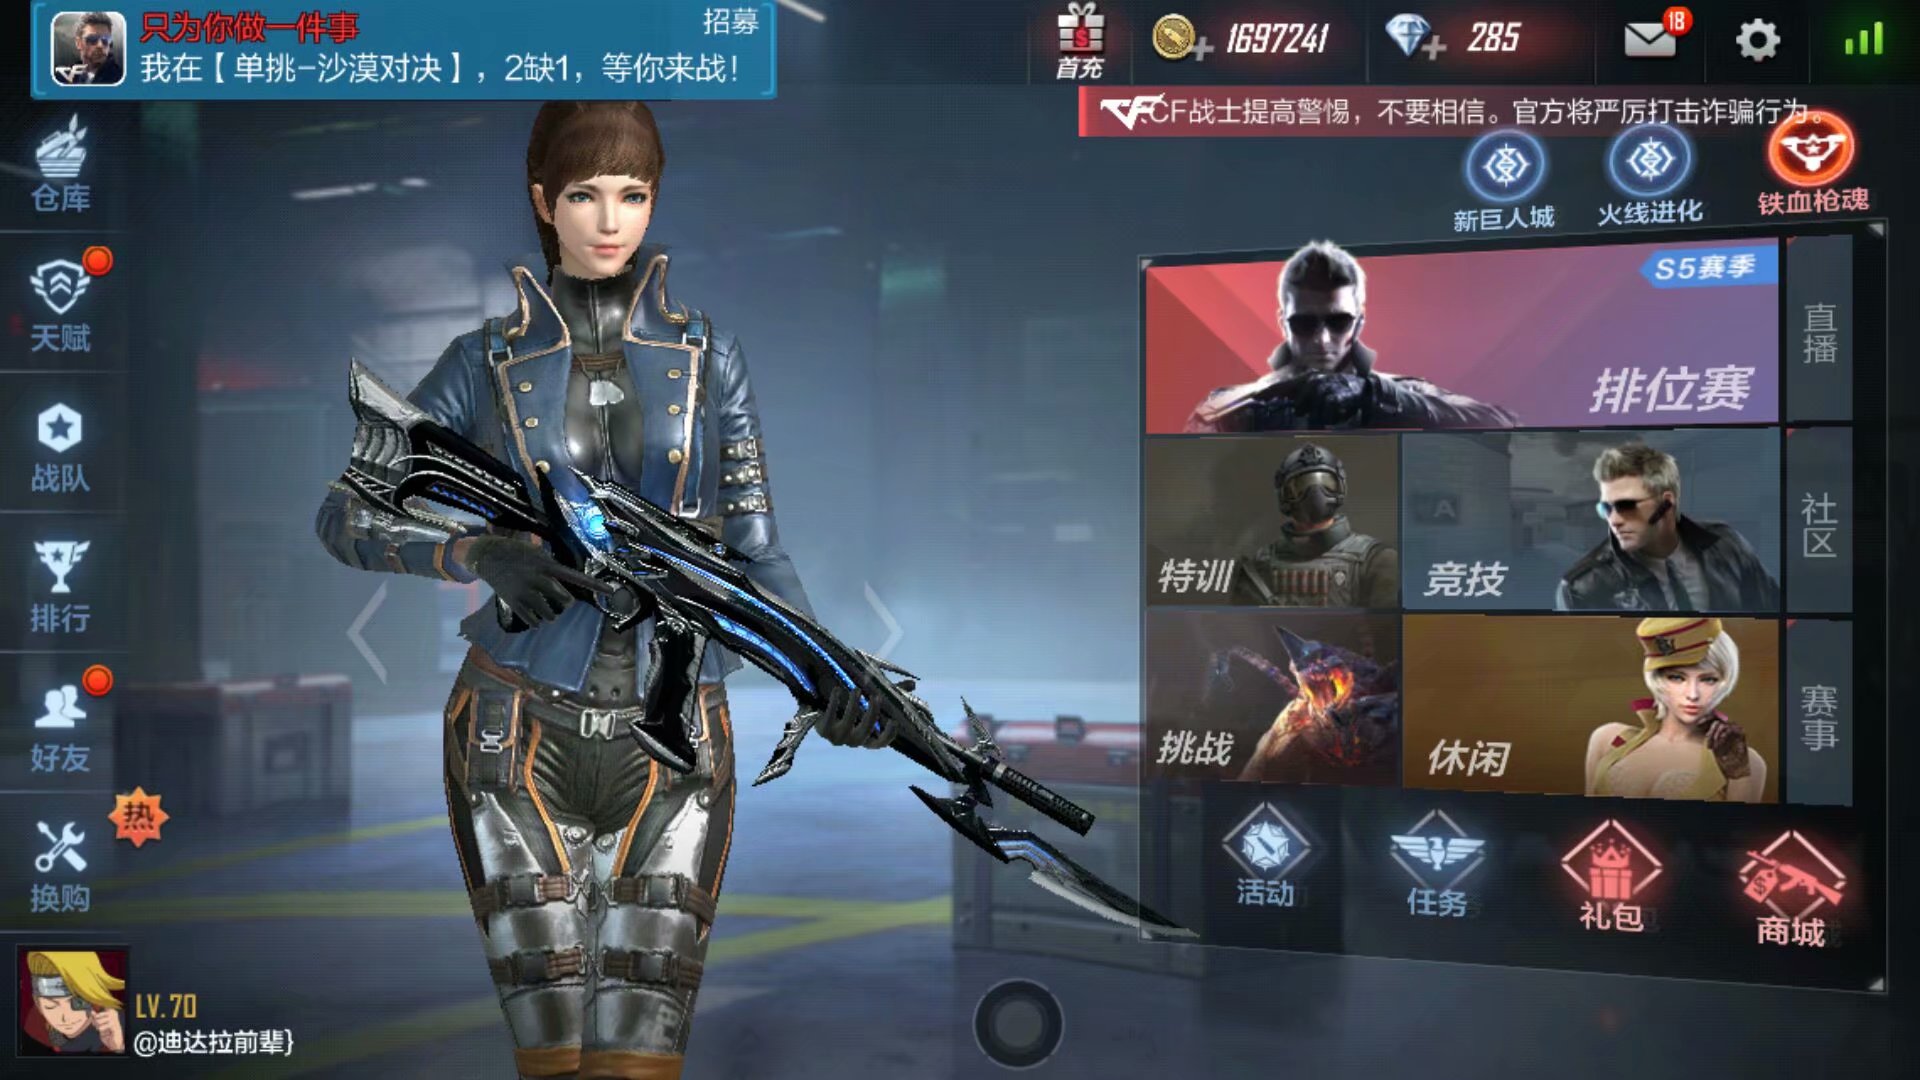 只为你做一件事
招募
我在【单挑-沙漠对决】，2缺1，等你来战！
首充
1697241
285
18
CF战士提高警惕，不要相信。官方将严厉打击诈骗行为。
仓库
天赋
战队
排行
好友
热
换购
新巨人城
火线进化
铁血枪魂
S5赛季
排位赛
直播
特训
竞技
社区
挑战
休闲
赛事
活动
任务
礼包
商城
LV.70
@迪达拉前辈}